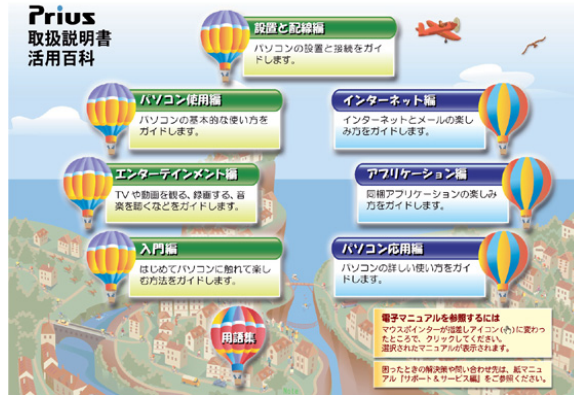 Prius
取扱説明書
活用百科
設置と配線編
パソコンの設置と接続をガイ
ドします。
パソコン使用編
パソコンの基本的な使い方を
ガイドします。
インターネット編
インターネットとメールの楽し
み方をガイドします。
エンターテインメント編
TVや動画を観る、録画する、音
楽を聴くなどをガイドします。
アプリケーション編
同梱アプリケーションの楽しみ
方をガイドします。
入門編
はじめてパソコンに触れて楽し
む方法をガイドします。
パソコン応用編
パソコンの詳しい使い方をガイ
ドします。
用語集
電子マニュアルを参照するには
マウスポインターが指差しアイコン()に変わっ
たところで、クリックしてください。
選択されたマニュアルが表示されます。
困ったときの解決策や問い合わせ先は、紙マニュ
アル『サポート&サービス編』をご参照ください。